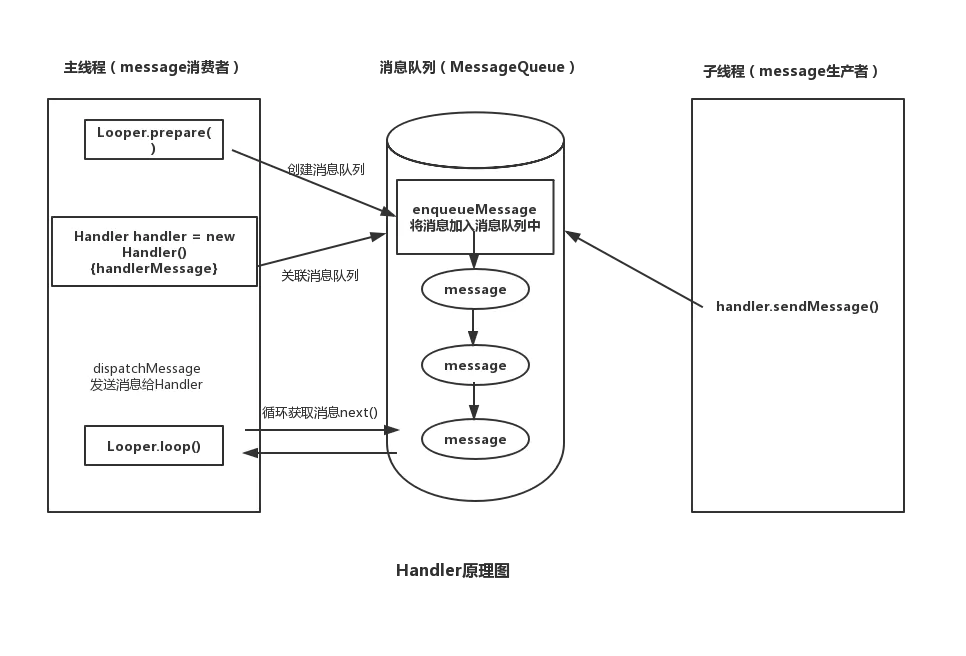 主线程（message消费者）
消息队列（MessageQueue）
子线程（message生产者）
Looper.prepare(
)
创建消息队列
enqueueMessage
将消息加入消息队列中
Handler handler = new
Handler()
{handlerMessage}
关联消息队列
message
handler.sendMessage()
message
dispatchMessage
发送消息给Handler
循环获取消息next()
Looper.loop()
message
Handler原理图